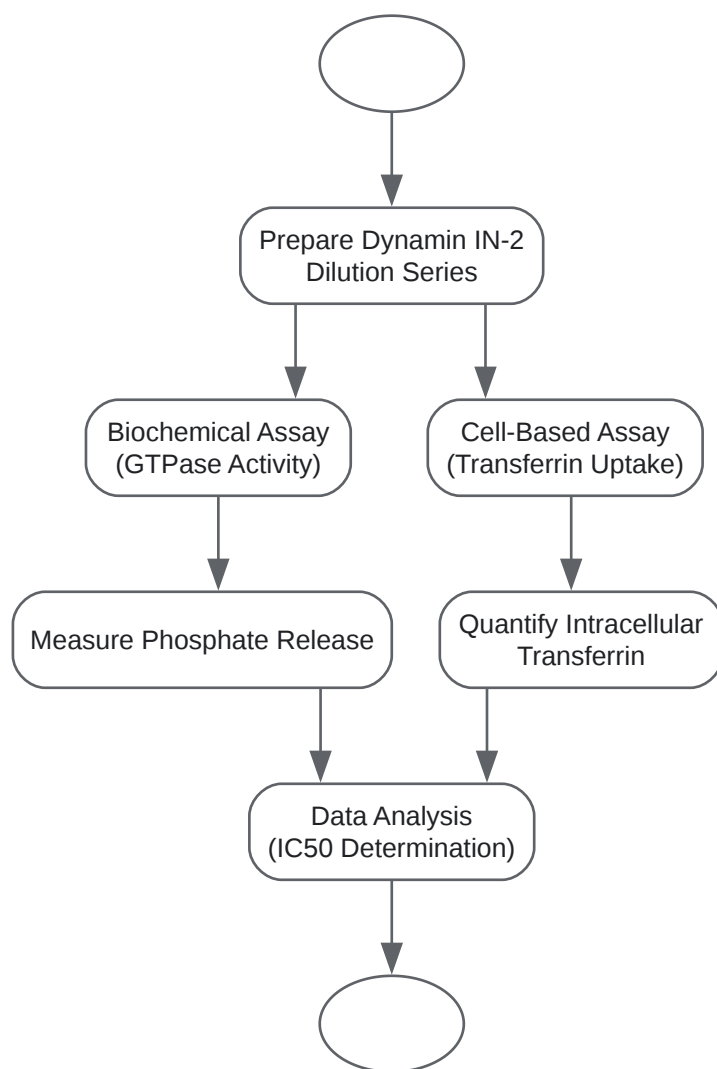 Prepare Dynamin IN-2
Dilution Series
Biochemical Assay
(GTPase Activity)
Cell-Based Assay
(Transferrin Uptake)
Measure Phosphate Release
Quantify Intracellular
Transferrin
Data Analysis
(IC50 Determination)